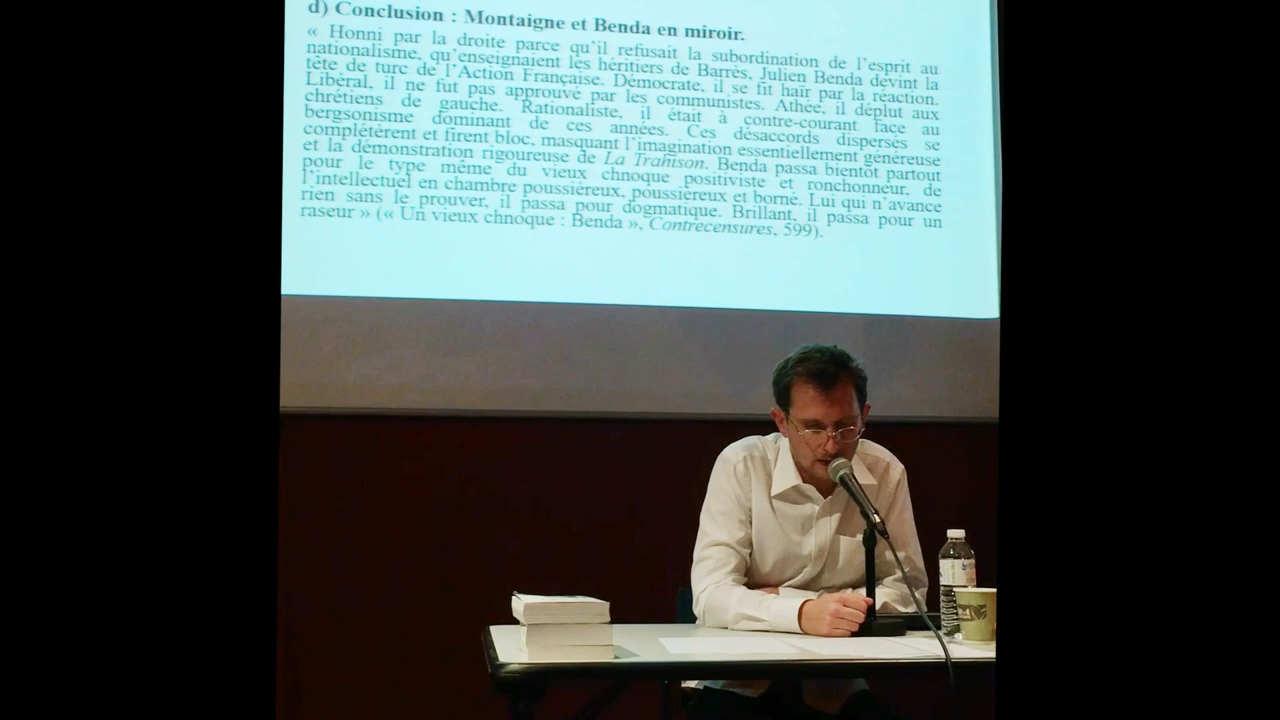 d) Conclusion : Montaigne et Benda en miroir.
« Honni par la droite parce qu'il refusait la subordination de l'esprit au
nationalisme, qu'enseignaient les héritiers de Barrès, Julien Benda devint la
tête de turc de l'Action Française. Démocrate, il se fit haïr par la réaction.
Libéral, il ne fut pas approuvé par les communistes. Athée, il déplut aux
chrétiens de gauche. Rationaliste, il était à contre-courant face au
bergsonisme dominant de ces années. Ces désaccords dispersés se
complétèrent et firent bloc, masquant l'imagination essentiellement généreuse
et la démonstration rigoureuse de La Trahison. Benda passa bientôt partout
pour le type même du vieux chnoque positiviste et ronchonneur, de
l'intellectuel en chambre poussiéreux, poussiéreux et borné. Lui qui n'avance
rien sans le prouver, il passa pour dogmatique. Brillant, il passa pour un
raseur » (« Un vieux chnoque : Benda », Contrecensures, 599).